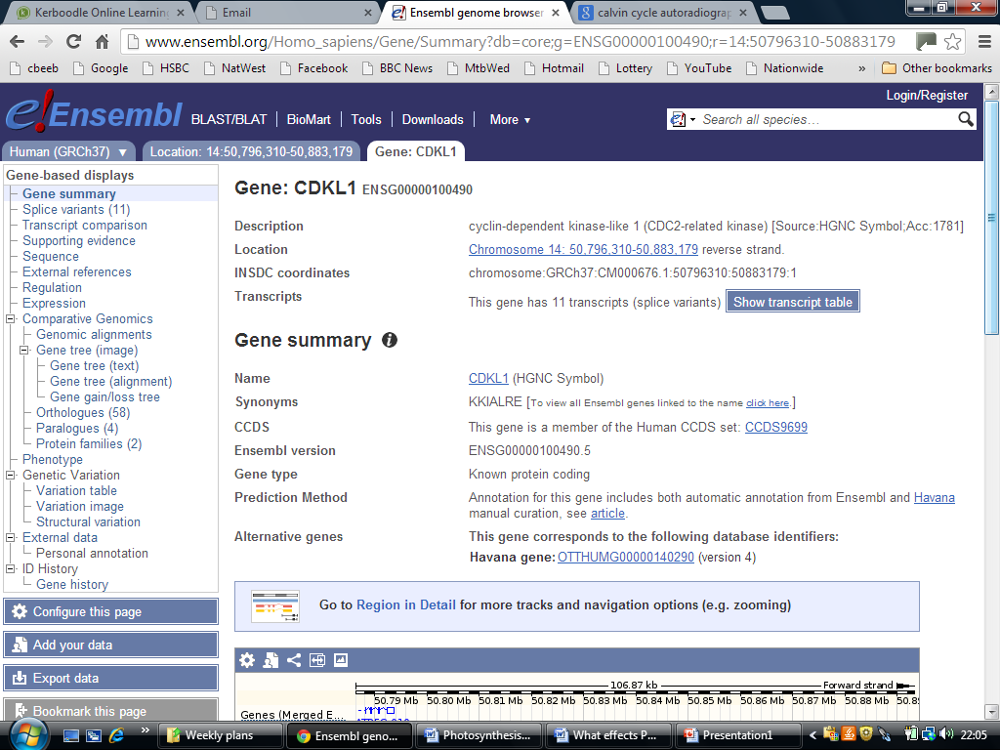 Kerboodle Online Learning
Email
Ensembl genome browser
calvin cycle autoradiogra
www.ensembl.org/Homo_sapiens/Gene/Summary?db=core;g=ENSG00000100490;r=14:50796310-50883179
cbeeb Google HSBC NatWest Facebook BBC News MtbWed Hotmail Lottery YouTube Nationwide » Other bookmarks
Login/Register
e!Ensembl BLAST/BLAT BioMart Tools Downloads More ▼ Search all species...
Human (GRCh37) ▼ Location: 14:50,796,310-50,883,179 Gene: CDKL1
Gene-based displays
Gene summary
Splice variants (11)
Transcript comparison
Supporting evidence
Sequence
External references
Regulation
Expression
Comparative Genomics
Genomic alignments
Gene tree (image)
Gene tree (text)
Gene tree (alignment)
Gene gain/loss tree
Orthologues (58)
Paralogues (4)
Protein families (2)
Phenotype
Genetic Variation
Variation table
Variation image
Structural variation
External data
Personal annotation
ID History
Gene history
Configure this page
Add your data
Export data
Bookmark this page
Gene: CDKL1 ENSG00000100490
Description cyclin-dependent kinase-like 1 (CDC2-related kinase) [Source:HGNC Symbol;Acc:1781]
Location Chromosome 14: 50,796,310-50,883,179 reverse strand.
INSDC coordinates chromosome:GRCh37:CM000676.1:50796310:50883179:1
Transcripts This gene has 11 transcripts (splice variants) Show transcript table
Gene summary
Name CDKL1 (HGNC Symbol)
Synonyms KKIALRE [To view all Ensembl genes linked to the name click here.]
CCDS This gene is a member of the Human CCDS set: CCDS9699
Ensembl version ENSG00000100490.5
Gene type Known protein coding
Prediction Method Annotation for this gene includes both automatic annotation from Ensembl and Havana
manual curation, see article.
Alternative genes This gene corresponds to the following database identifiers:
Havana gene: OTTHUMG00000140290 (version 4)
Go to Region in Detail for more tracks and navigation options (e.g. zooming)
106.87 kb Forward strand
50.79 Mb 50.80 Mb 50.81 Mb 50.82 Mb 50.83 Mb 50.84 Mb 50.85 Mb 50.86 Mb 50.87 Mb 50.88 Mb
Genes (Merged E...
Weekly plans Ensembl geno... Photosynthesis... What effects P... Presentation1 22:05